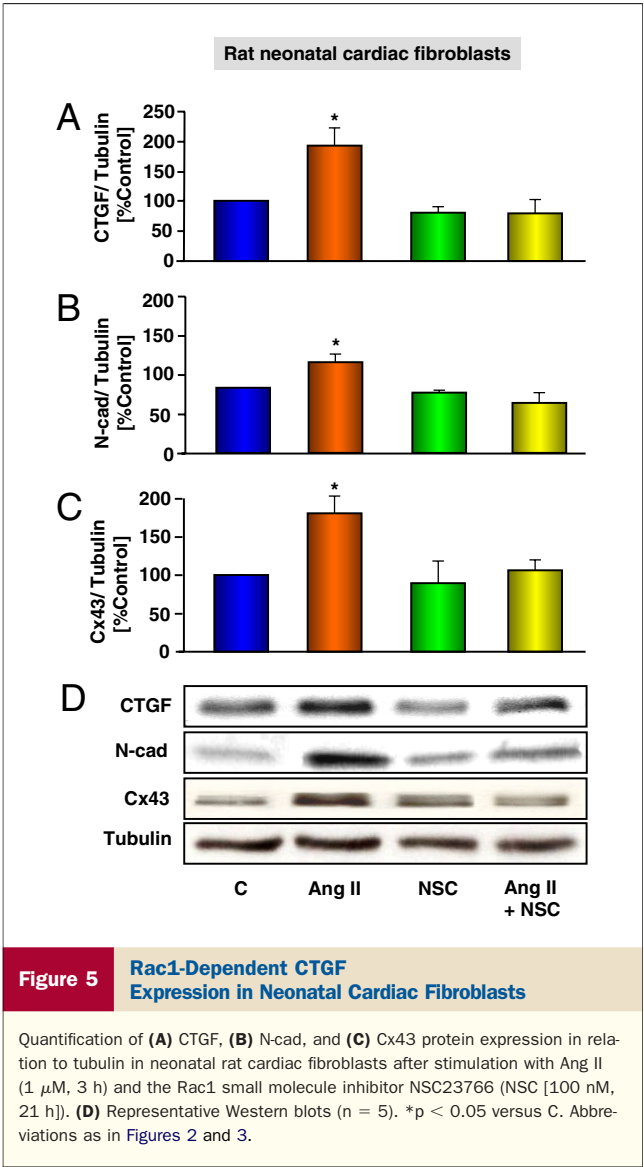 Rat neonatal cardiac fibroblasts
A
CTGF/ Tubulin
[%Control]
250
200
150
100
50
0
*
B
N-cad/ Tubulin
[%Control]
200
150
100
50
0
*
C
Cx43/ Tubulin
[%Control]
200
150
100
50
0
*
D
CTGF
N-cad
Cx43
Tubulin
C Ang II NSC Ang II
+ NSC
Figure 5
Rac1-Dependent CTGF
Expression in Neonatal Cardiac Fibroblasts
Quantification of (A) CTGF, (B) N-cad, and (C) Cx43 protein expression in rela-
tion to tubulin in neonatal rat cardiac fibroblasts after stimulation with Ang II
(1 μM, 3 h) and the Rac1 small molecule inhibitor NSC23766 (NSC [100 nM,
21 h]). (D) Representative Western blots (n = 5). *p < 0.05 versus C. Abbre-
viations as in Figures 2 and 3.